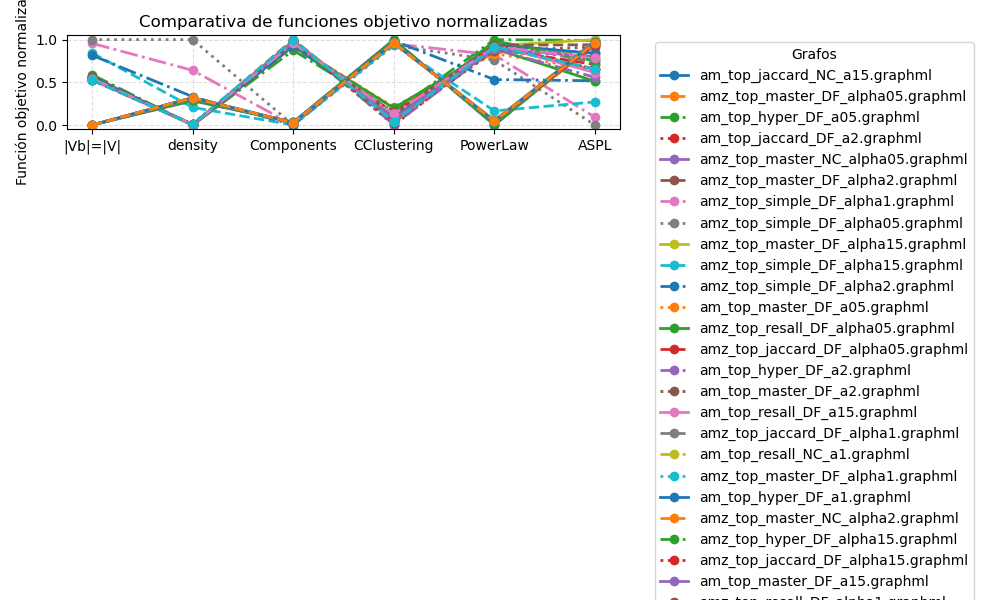 Comparativa de funciones objetivo normalizadas
Función objetivo normaliza
1.0
0.5
0.0
|Vb|=|V|
density
Components
CClustering
PowerLaw
ASPL
Grafos
am_top_jaccard_NC_a15.graphml
amz_top_master_DF_alpha05.graphml
am_top_hyper_DF_a05.graphml
am_top_jaccard_DF_a2.graphml
amz_top_master_NC_alpha05.graphml
amz_top_master_DF_alpha2.graphml
amz_top_simple_DF_alpha1.graphml
amz_top_simple_DF_alpha05.graphml
amz_top_master_DF_alpha15.graphml
amz_top_simple_DF_alpha15.graphml
amz_top_simple_DF_alpha2.graphml
am_top_master_DF_a05.graphml
amz_top_resall_DF_alpha05.graphml
amz_top_jaccard_DF_alpha05.graphml
am_top_hyper_DF_a2.graphml
am_top_master_DF_a2.graphml
am_top_resall_DF_a15.graphml
amz_top_jaccard_DF_alpha1.graphml
am_top_resall_NC_a1.graphml
amz_top_master_DF_alpha1.graphml
am_top_hyper_DF_a1.graphml
amz_top_master_NC_alpha2.graphml
amz_top_hyper_DF_alpha15.graphml
amz_top_jaccard_DF_alpha15.graphml
am_top_master_DF_a15.graphml
amz_top_resall_DF_alpha1.graphml